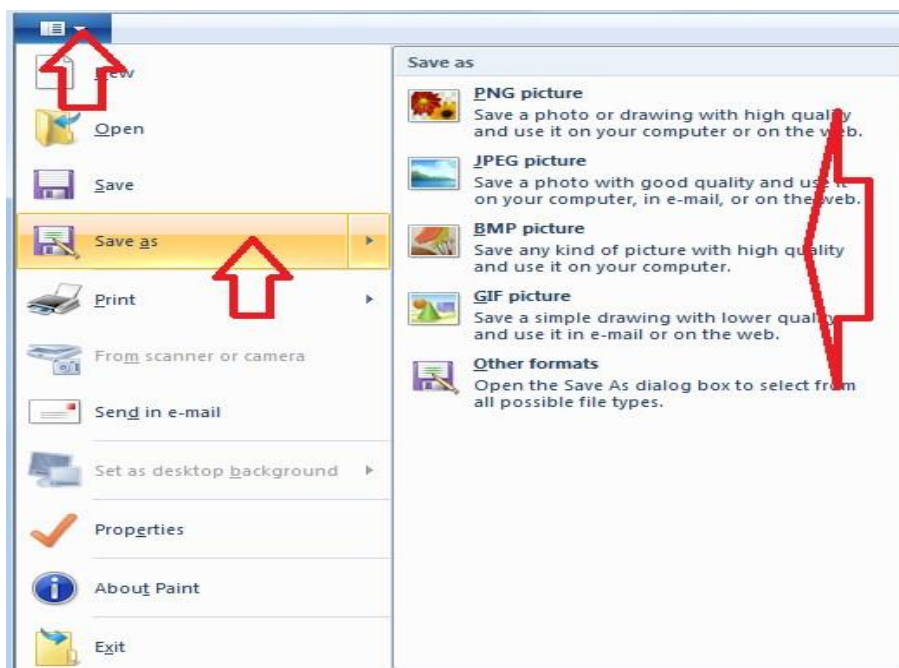 New
Open
Save
Save as
Print
From scanner or camera
Send in e-mail
Set as desktop background
Properties
About Paint
Exit
Save as
PNG picture
Save a photo or drawing with high quality
and use it on your computer or on the web.
JPEG picture
Save a photo with good quality and use it
on your computer, in e-mail, or on the web.
BMP picture
Save any kind of picture with high quality
and use it on your computer.
GIF picture
Save a simple drawing with lower quality
and use it in e-mail or on the web.
Other formats
Open the Save As dialog box to select from
all possible file types.